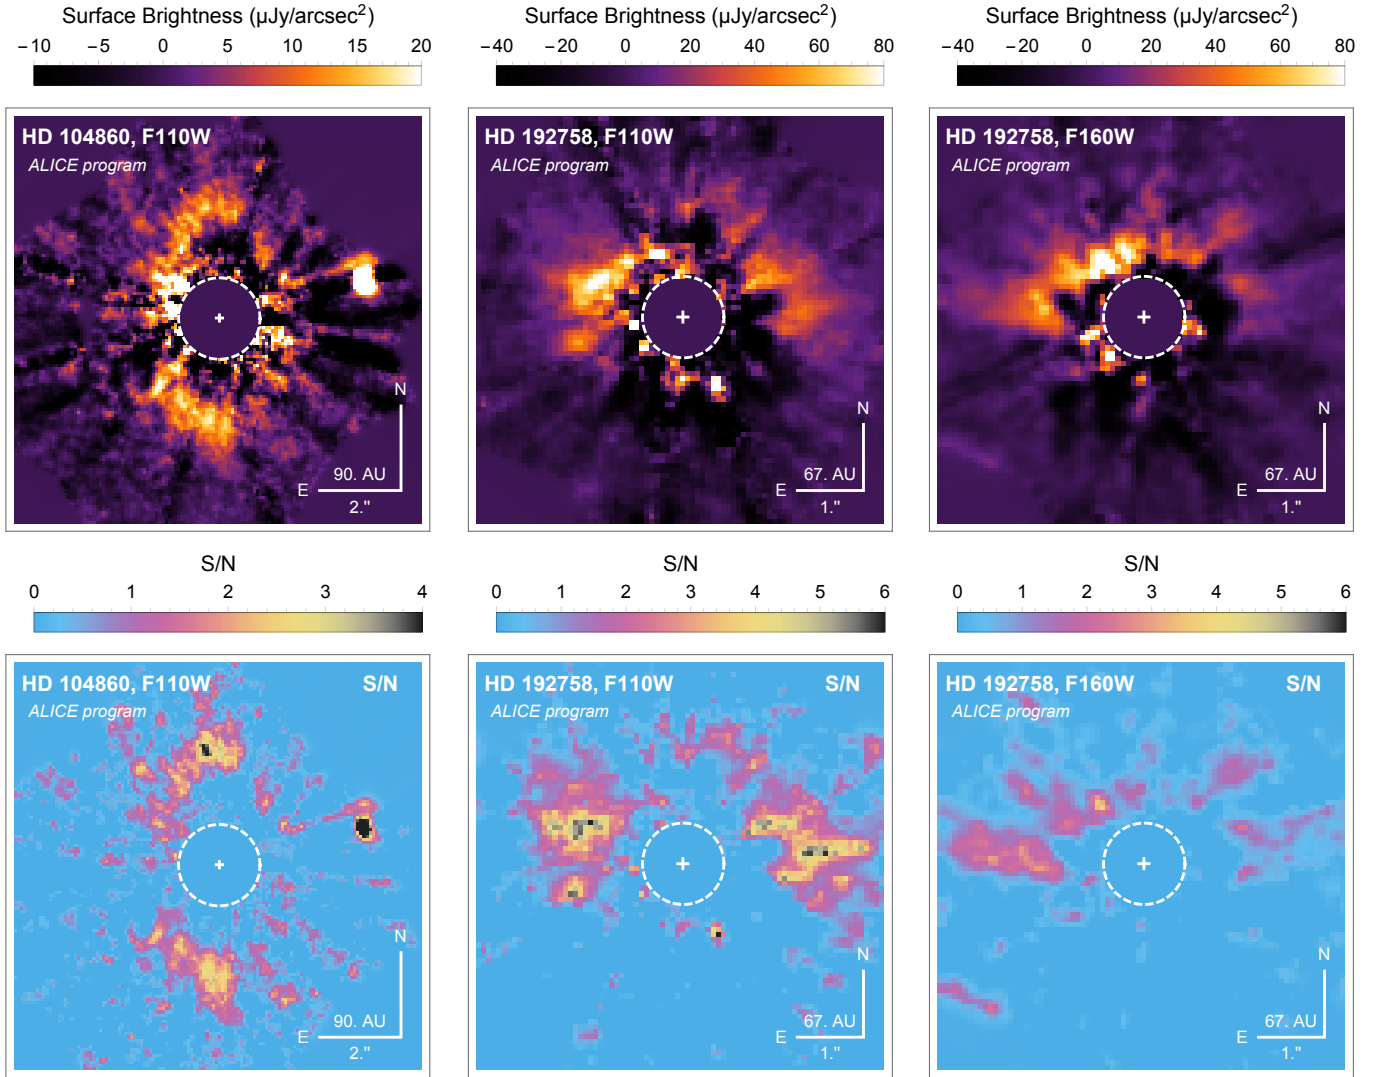 Surface Brightness (µJy/arcsec²) Surface Brightness (µJy/arcsec²) Surface Brightness (µJy/arcsec²)
−10 −5 0 5 10 15 20 −40 −20 0 20 40 60 80 −40 −20 0 20 40 60 80
HD 104860, F110W HD 192758, F110W HD 192758, F160W
ALICE program ALICE program ALICE program
N N N
90. AU 67. AU 67. AU
E E E
2." 1." 1."
S/N S/N S/N
0 1 2 3 4 0 1 2 3 4 5 6 0 1 2 3 4 5 6
HD 104860, F110W S/N HD 192758, F110W S/N HD 192758, F160W S/N
ALICE program ALICE program ALICE program
N N N
90. AU 67. AU 67. AU
E E E
2." 1." 1."